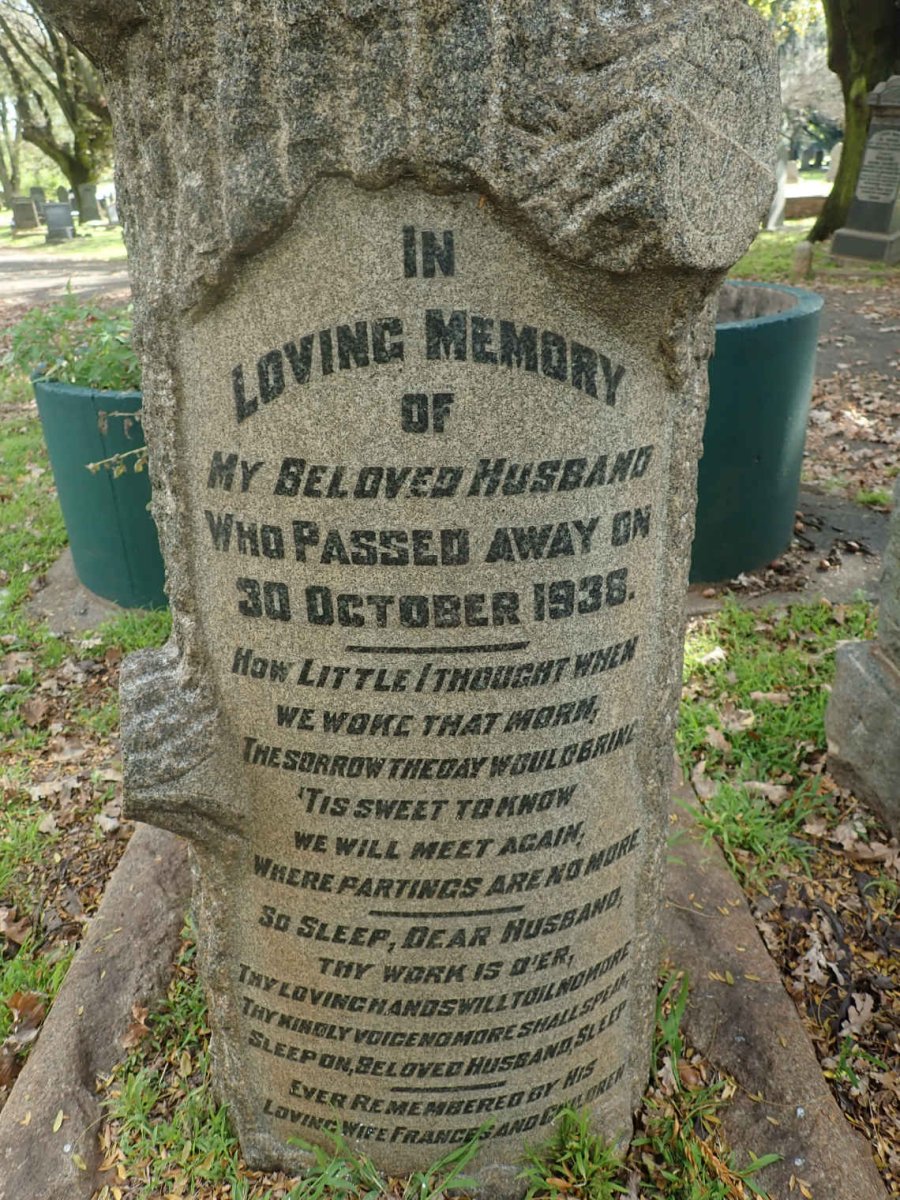 IN
LOVING MEMORY
OF
MY BELOVED HUSBAND
WHO PASSED AWAY ON
30 OCTOBER 1938.
HOW LITTLE I THOUGHT WHEN
WE WOKE THAT MORN,
THE SORROW THE DAY WOULD BRING
'TIS SWEET TO KNOW
WE WILL MEET AGAIN,
WHERE PARTINGS ARE NO MORE
SO SLEEP, DEAR HUSBAND,
THY WORK IS O'ER,
THY LOVING HANDS WILL TOIL NO MORE
THY KINDLY VOICE NO MORE SHALL SPEAK,
SLEEP ON, BELOVED HUSBAND, SLEEP
EVER REMEMBERED BY HIS
LOVING WIFE FRANCES AND CHILDREN